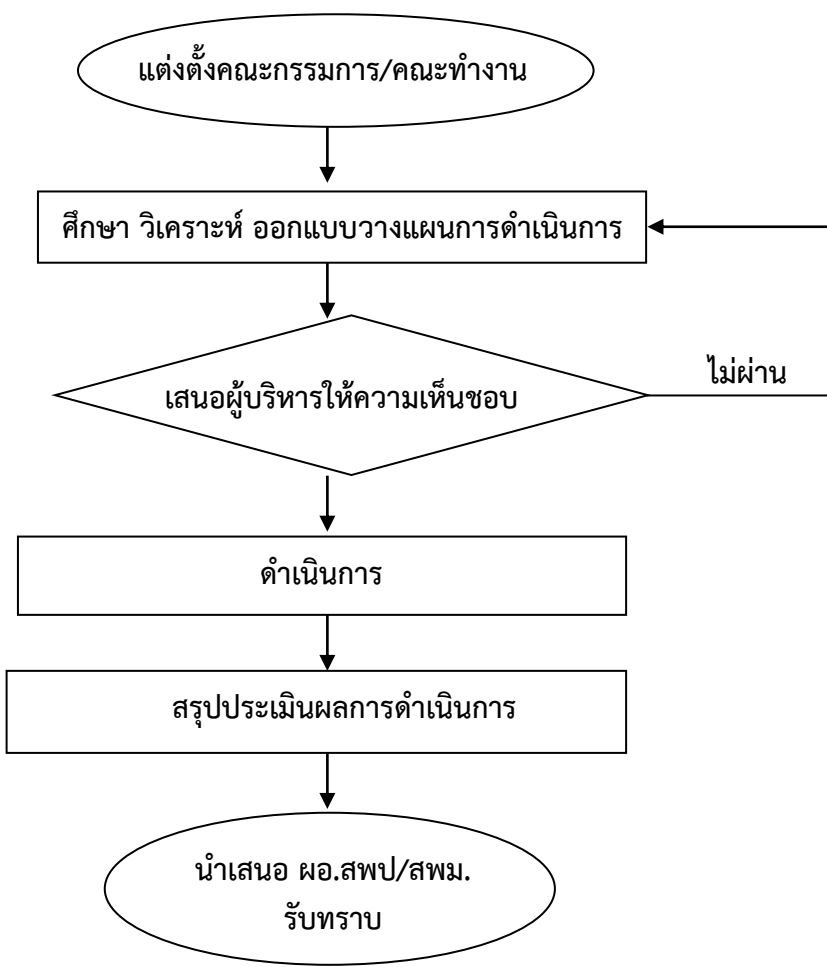 แต่งตั้งคณะกรรมการ/คณะทำงาน
ศึกษา วิเคราะห์ ออกแบบวางแผนการดำเนินการ
เสนอผู้บริหารให้ความเห็นชอบ
ไม่ผ่าน
ดำเนินการ
สรุปประเมินผลการดำเนินการ
นำเสนอ ผอ.สพป/สพม.
รับทราบ